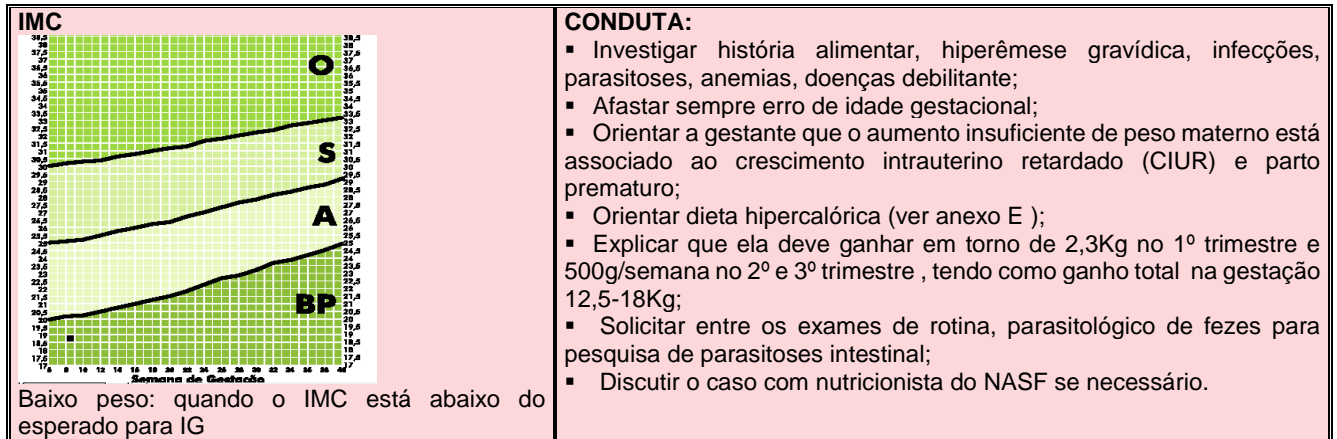 IMC
O
S
A
BP
Semana de Gestação
Baixo peso: quando o IMC está abaixo do
esperado para IG
CONDUTA:
▪ Investigar história alimentar, hiperêmese gravídica, infecções,
parasitoses, anemias, doenças debilitante;
▪ Afastar sempre erro de idade gestacional;
▪ Orientar a gestante que o aumento insuficiente de peso materno está
associado ao crescimento intrauterino retardado (CIUR) e parto
prematuro;
▪ Orientar dieta hipercalórica (ver anexo E );
▪ Explicar que ela deve ganhar em torno de 2,3Kg no 1º trimestre e
500g/semana no 2º e 3º trimestre , tendo como ganho total na gestação
12,5-18Kg;
▪ Solicitar entre os exames de rotina, parasitológico de fezes para
pesquisa de parasitoses intestinal;
▪ Discutir o caso com nutricionista do NASF se necessário.